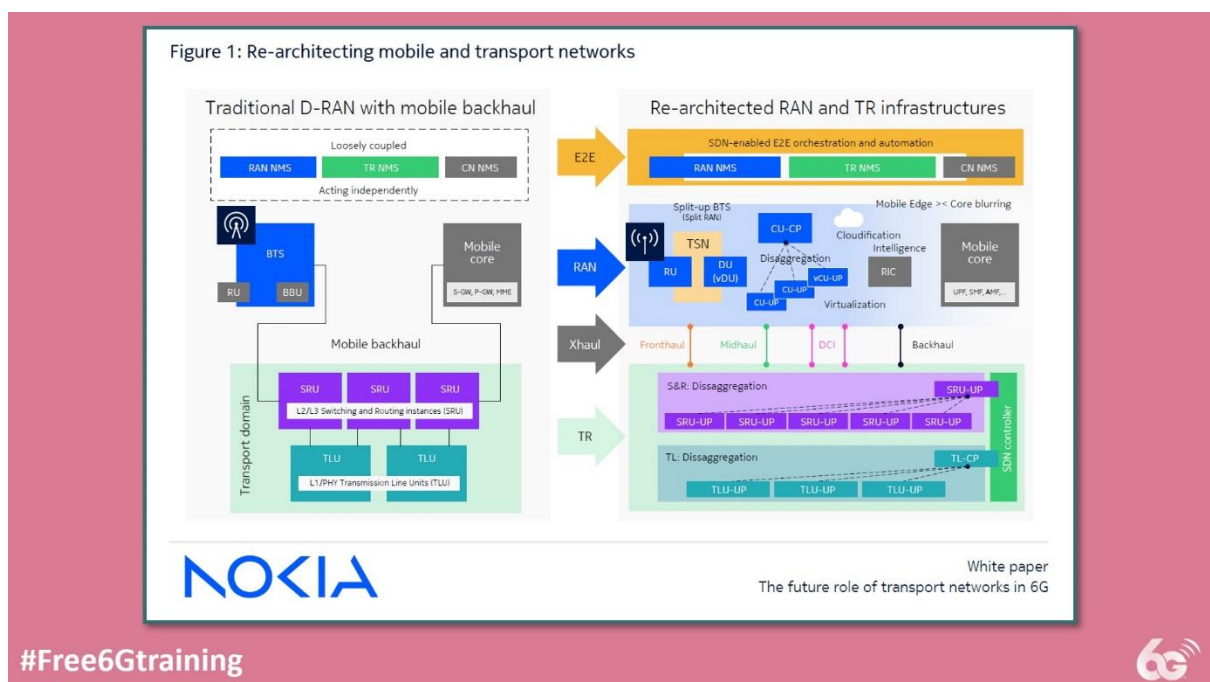 Figure 1: Re-architecting mobile and transport networks
Traditional D-RAN with mobile backhaul
Loosely coupled
RAN NMS
TR NMS
CN NMS
Acting independently
BTS
RU
BBU
Mobile
core
S-GW, P-GW, MME
Mobile backhaul
Transport domain
SRU
SRU
SRU
L2/L3 Switching and Routing instances (SRU)
TLU
TLU
L1/PHY Transmission Line Units (TLU)
E2E
RAN
Xhaul
TR
Re-architected RAN and TR infrastructures
SDN-enabled E2E orchestration and automation
RAN NMS
TR NMS
CN NMS
Split-up BTS
(Split RAN)
Mobile Edge >< Core blurring
TSN
RU
DU
(vDU)
CU-CP
Cloudification
Intelligence
Disaggregation
vCU-UP
CU-UP
CU-UP
Virtualization
RIC
Mobile
core
UPF, SMF, AMF,...
Fronthaul
Midhaul
DCI
Backhaul
S&R: Dissaggregation
SRU-UP
SRU-UP
SRU-UP
SRU-UP
SRU-UP
SRU-UP
TL: Dissaggregation
TL-CP
TLU-UP
TLU-UP
TLU-UP
SDN controller
NOKIA
White paper
The future role of transport networks in 6G
#Free6Gtraining
6G